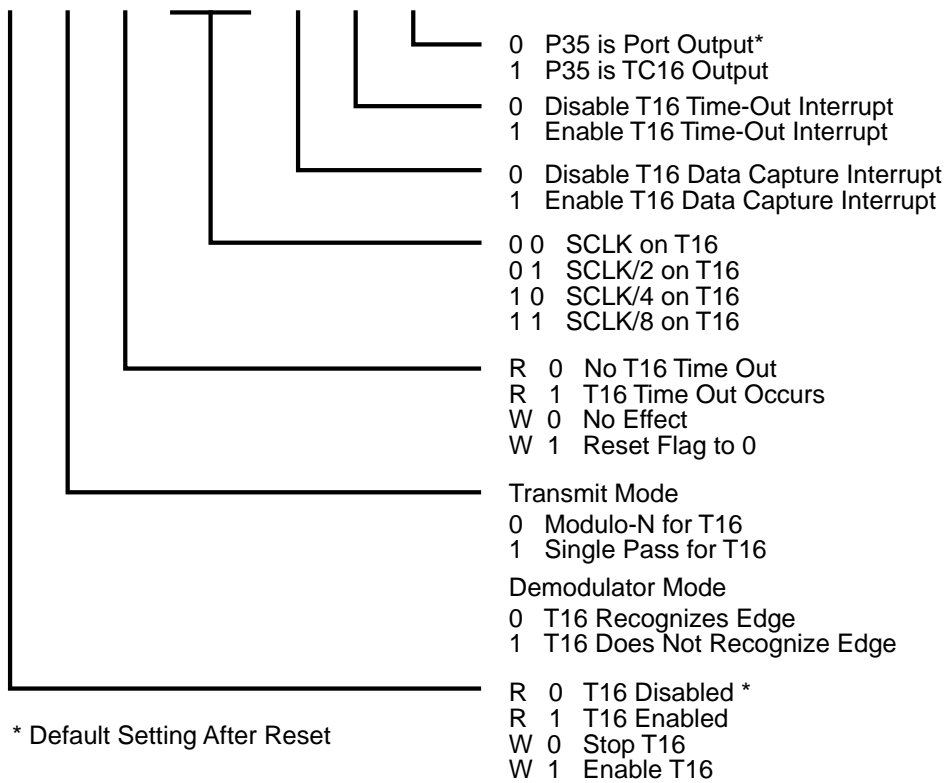 0 P35 is Port Output*
1 P35 is TC16 Output
0 Disable T16 Time-Out Interrupt
1 Enable T16 Time-Out Interrupt
0 Disable T16 Data Capture Interrupt
1 Enable T16 Data Capture Interrupt
0 0 SCLK on T16
0 1 SCLK/2 on T16
1 0 SCLK/4 on T16
1 1 SCLK/8 on T16
R 0 No T16 Time Out
R 1 T16 Time Out Occurs
W 0 No Effect
W 1 Reset Flag to 0
Transmit Mode
0 Modulo-N for T16
1 Single Pass for T16
Demodulator Mode
0 T16 Recognizes Edge
1 T16 Does Not Recognize Edge
R 0 T16 Disabled *
R 1 T16 Enabled
W 0 Stop T16
W 1 Enable T16
* Default Setting After Reset